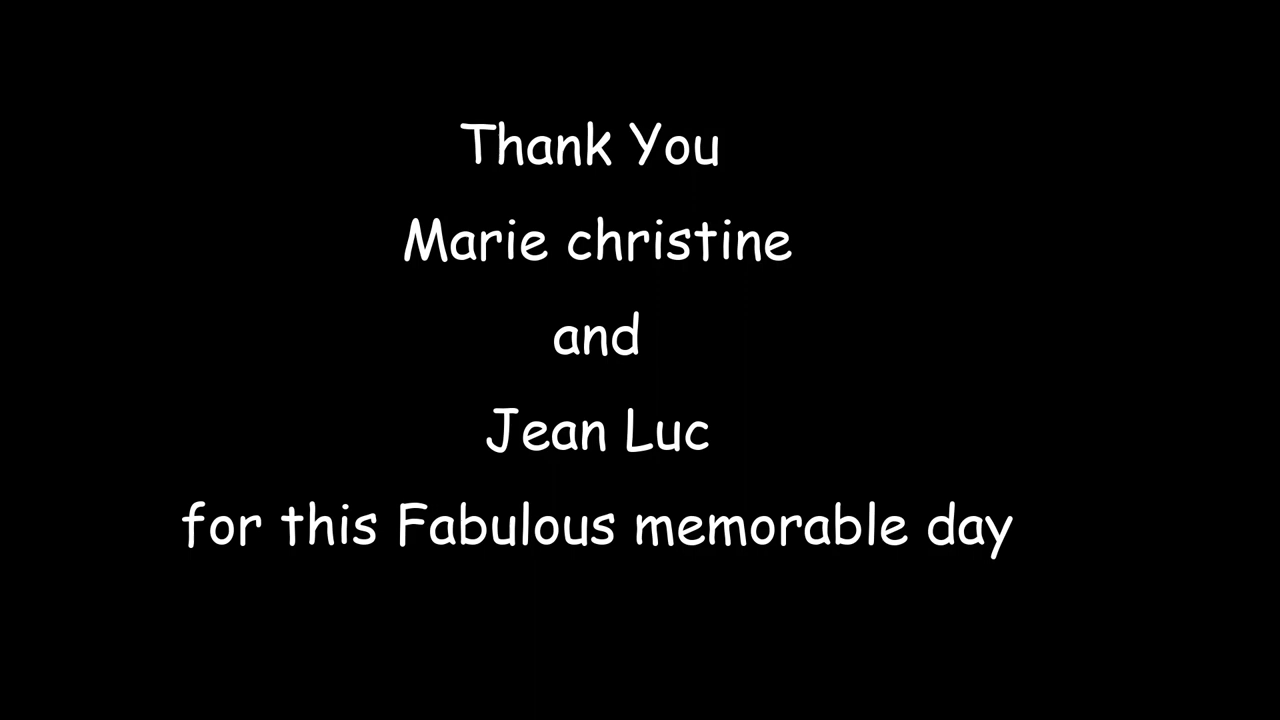 Thank You
Marie christine
and
Jean Luc
for this Fabulous memorable day